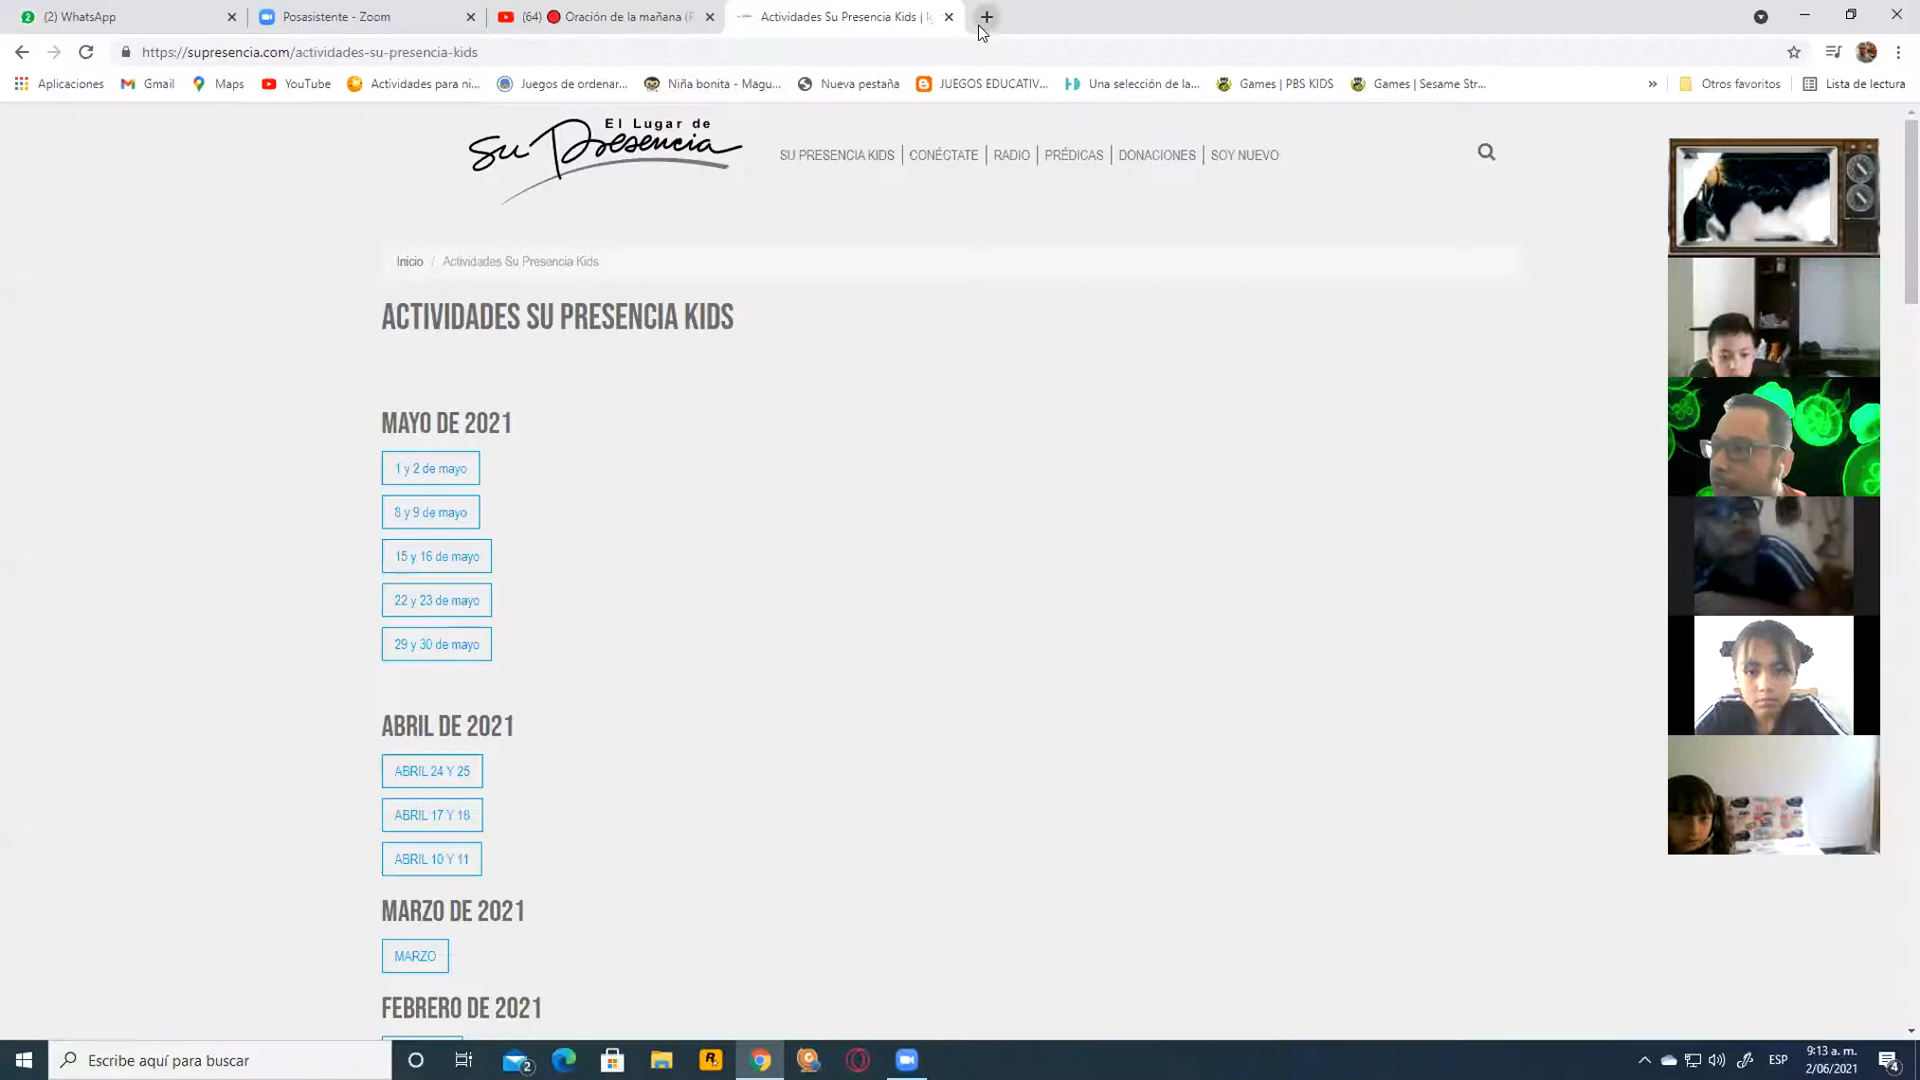 (2) WhatsApp
Posasistente - Zoom
(64) Oración de la mañana (
Actividades Su Presencia Kids |
https://supresencia.com/actividades-su-presencia-kids
Aplicaciones
Gmail
Maps
YouTube
Actividades para ni...
Juegos de ordenar...
Niña bonita - Magu...
Nueva pestaña
JUEGOS EDUCATIV...
Una selección de la...
Games | PBS KIDS
Games | Sesame Str...
»
Otros favoritos
Lista de lectura
El Lugar de
Su Presencia
SU PRESENCIA KIDS | CONÉCTATE | RADIO | PRÉDICAS | DONACIONES | SOY NUEVO
Inicio / Actividades Su Presencia Kids
ACTIVIDADES SU PRESENCIA KIDS
MAYO DE 2021
1 y 2 de mayo
8 y 9 de mayo
15 y 16 de mayo
22 y 23 de mayo
29 y 30 de mayo
ABRIL DE 2021
ABRIL 24 Y 25
ABRIL 17 Y 18
ABRIL 10 Y 11
MARZO DE 2021
MARZO
FEBRERO DE 2021
Escribe aquí para buscar
2
R
ESP
9:13 a. m.
2/06/2021
4